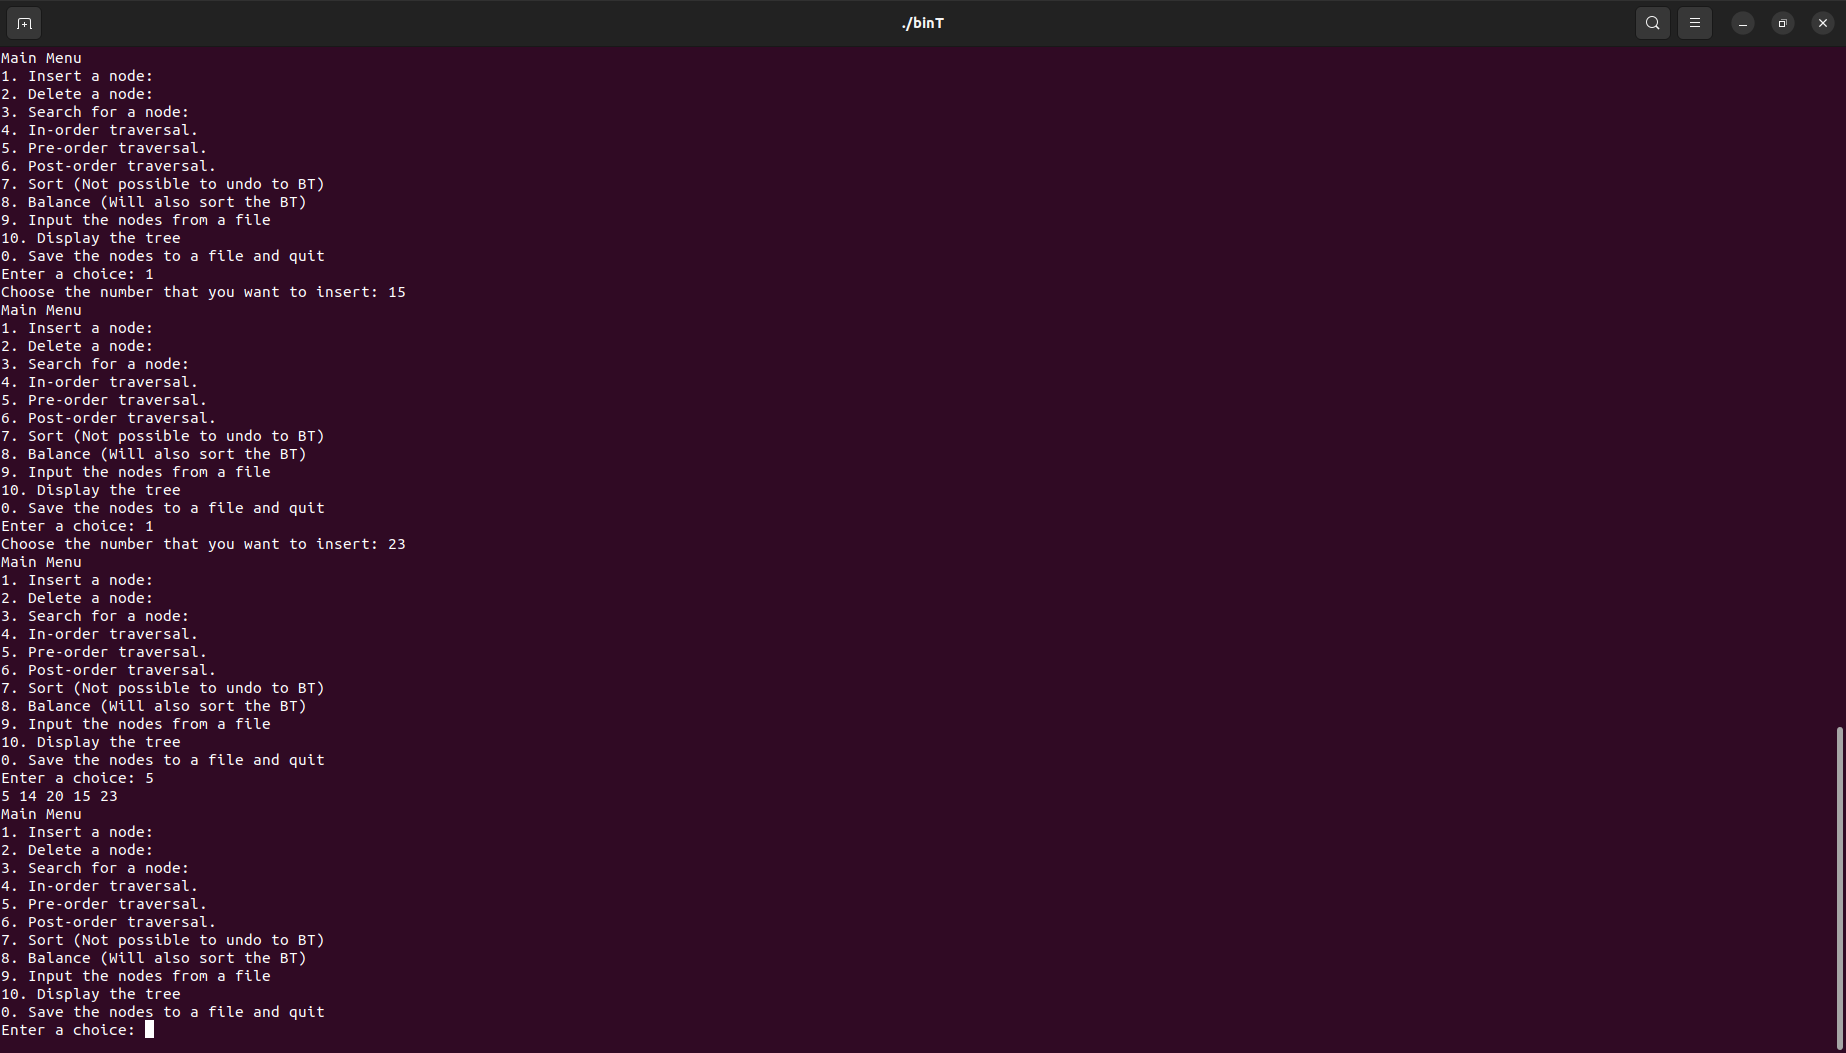 ./binT
Main Menu
1. Insert a node:
2. Delete a node:
3. Search for a node:
4. In-order traversal.
5. Pre-order traversal.
6. Post-order traversal.
7. Sort (Not possible to undo to BT)
8. Balance (Will also sort the BT)
9. Input the nodes from a file
10. Display the tree
0. Save the nodes to a file and quit
Enter a choice: 1
Choose the number that you want to insert: 15
Main Menu
1. Insert a node:
2. Delete a node:
3. Search for a node:
4. In-order traversal.
5. Pre-order traversal.
6. Post-order traversal.
7. Sort (Not possible to undo to BT)
8. Balance (Will also sort the BT)
9. Input the nodes from a file
10. Display the tree
0. Save the nodes to a file and quit
Enter a choice: 1
Choose the number that you want to insert: 23
Main Menu
1. Insert a node:
2. Delete a node:
3. Search for a node:
4. In-order traversal.
5. Pre-order traversal.
6. Post-order traversal.
7. Sort (Not possible to undo to BT)
8. Balance (Will also sort the BT)
9. Input the nodes from a file
10. Display the tree
0. Save the nodes to a file and quit
Enter a choice: 5
5 14 20 15 23
Main Menu
1. Insert a node:
2. Delete a node:
3. Search for a node:
4. In-order traversal.
5. Pre-order traversal.
6. Post-order traversal.
7. Sort (Not possible to undo to BT)
8. Balance (Will also sort the BT)
9. Input the nodes from a file
10. Display the tree
0. Save the nodes to a file and quit
Enter a choice: